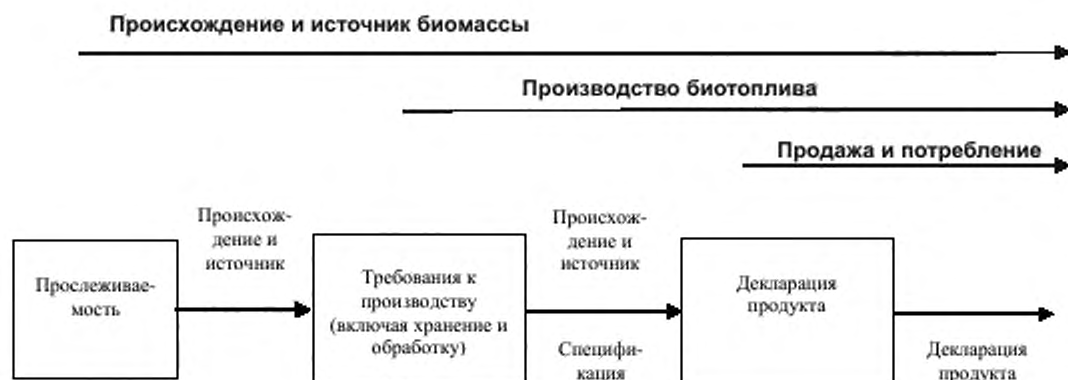 Происхождение и источник биомассы
Производство биотоплива
Продажа и потребление
Происхож-
дение и
источник
Происхож-
дение и
источник
Прослеживае-
мость
Требования к
производству
(включая хранение и
обработку)
Декларация
продукта
Специфи-
кация
Декларация
продукта